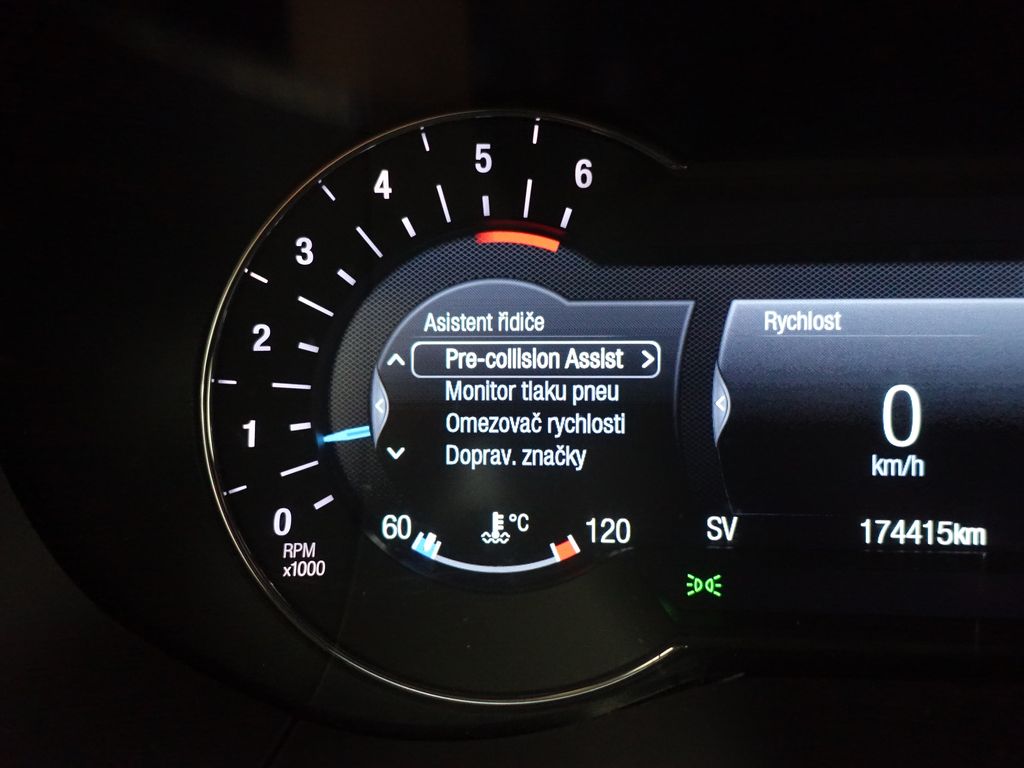 6
5
4
3
2
1
0
RPM
x1000
Asistent řidiče
Pre-collision Assist
Monitor tlaku pneu
Omezovač rychlosti
Doprav. značky
60
°C
120
Rychlost
0
km/h
SV
174415km